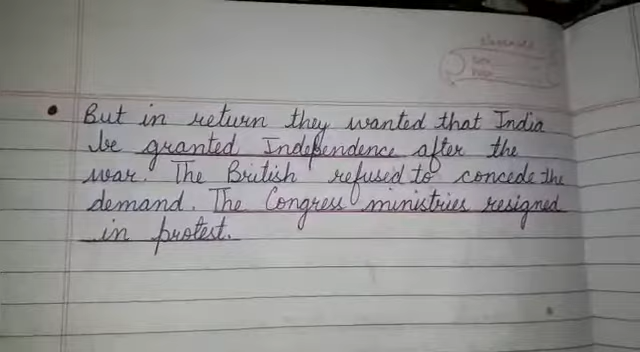 • But in return they wanted that India
be granted Independence after the
war. The British refused to concede the
demand. The Congress ministries resigned
in protest.